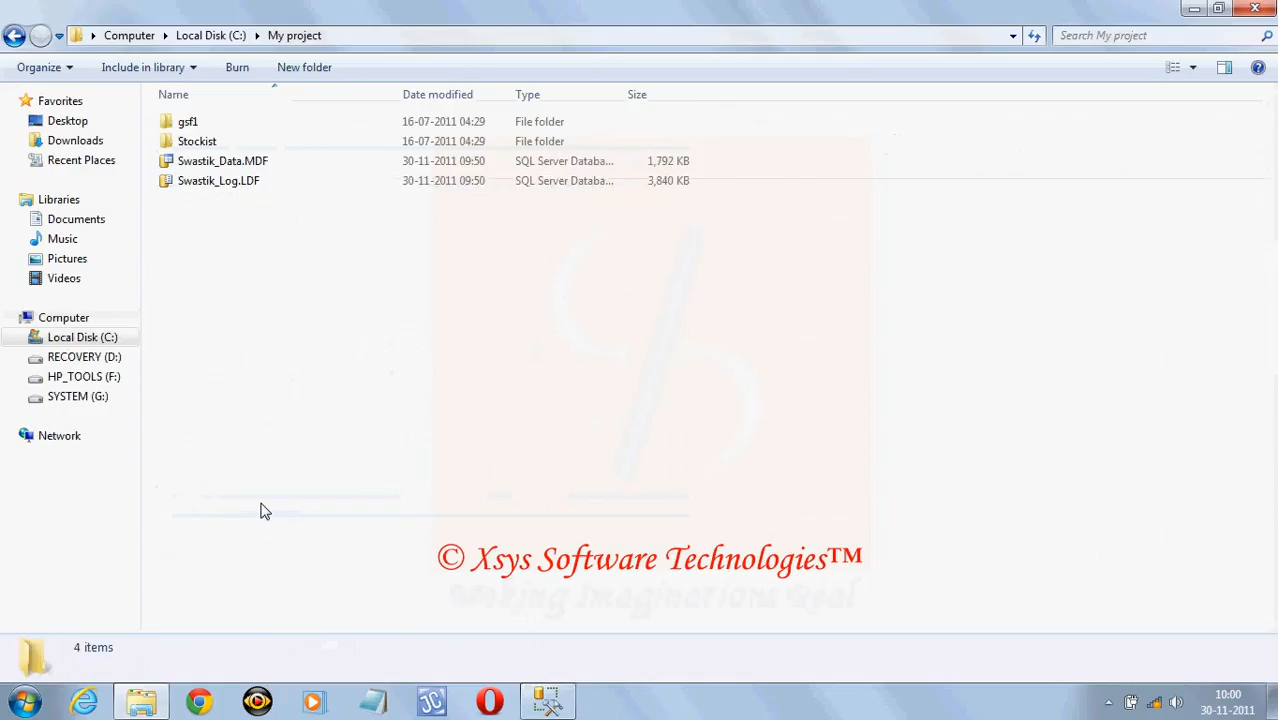 Computer Local Disk (C:) My project
Search My project
Organize Include in library Burn New folder
Name Date modified Type Size
gsf1 16-07-2011 04:29 File folder
Stockist 16-07-2011 04:29 File folder
Swastik_Data.MDF 30-11-2011 09:50 SQL Server Databa... 1,792 KB
Swastik_Log.LDF 30-11-2011 09:50 SQL Server Databa... 3,840 KB
Favorites
Desktop
Downloads
Recent Places
Libraries
Documents
Music
Pictures
Videos
Computer
Local Disk (C:)
RECOVERY (D:)
HP_TOOLS (F:)
SYSTEM (G:)
Network
© Xsys Software Technologies™
Making Imaginations Real
4 items
JC
10:00
30-11-2011